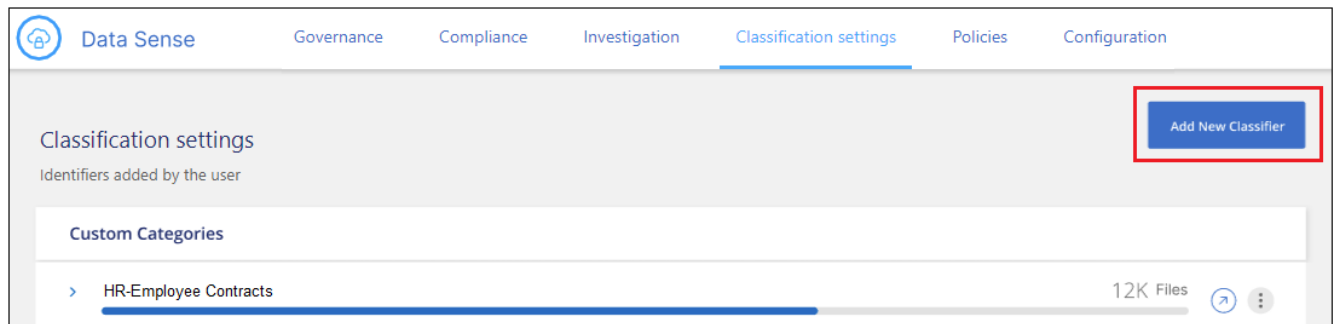 Data Sense Governance Compliance Investigation Classification settings Policies Configuration
Add New Classifier
Classification settings
Identifiers added by the user
Custom Categories
HR-Employee Contracts 12K Files